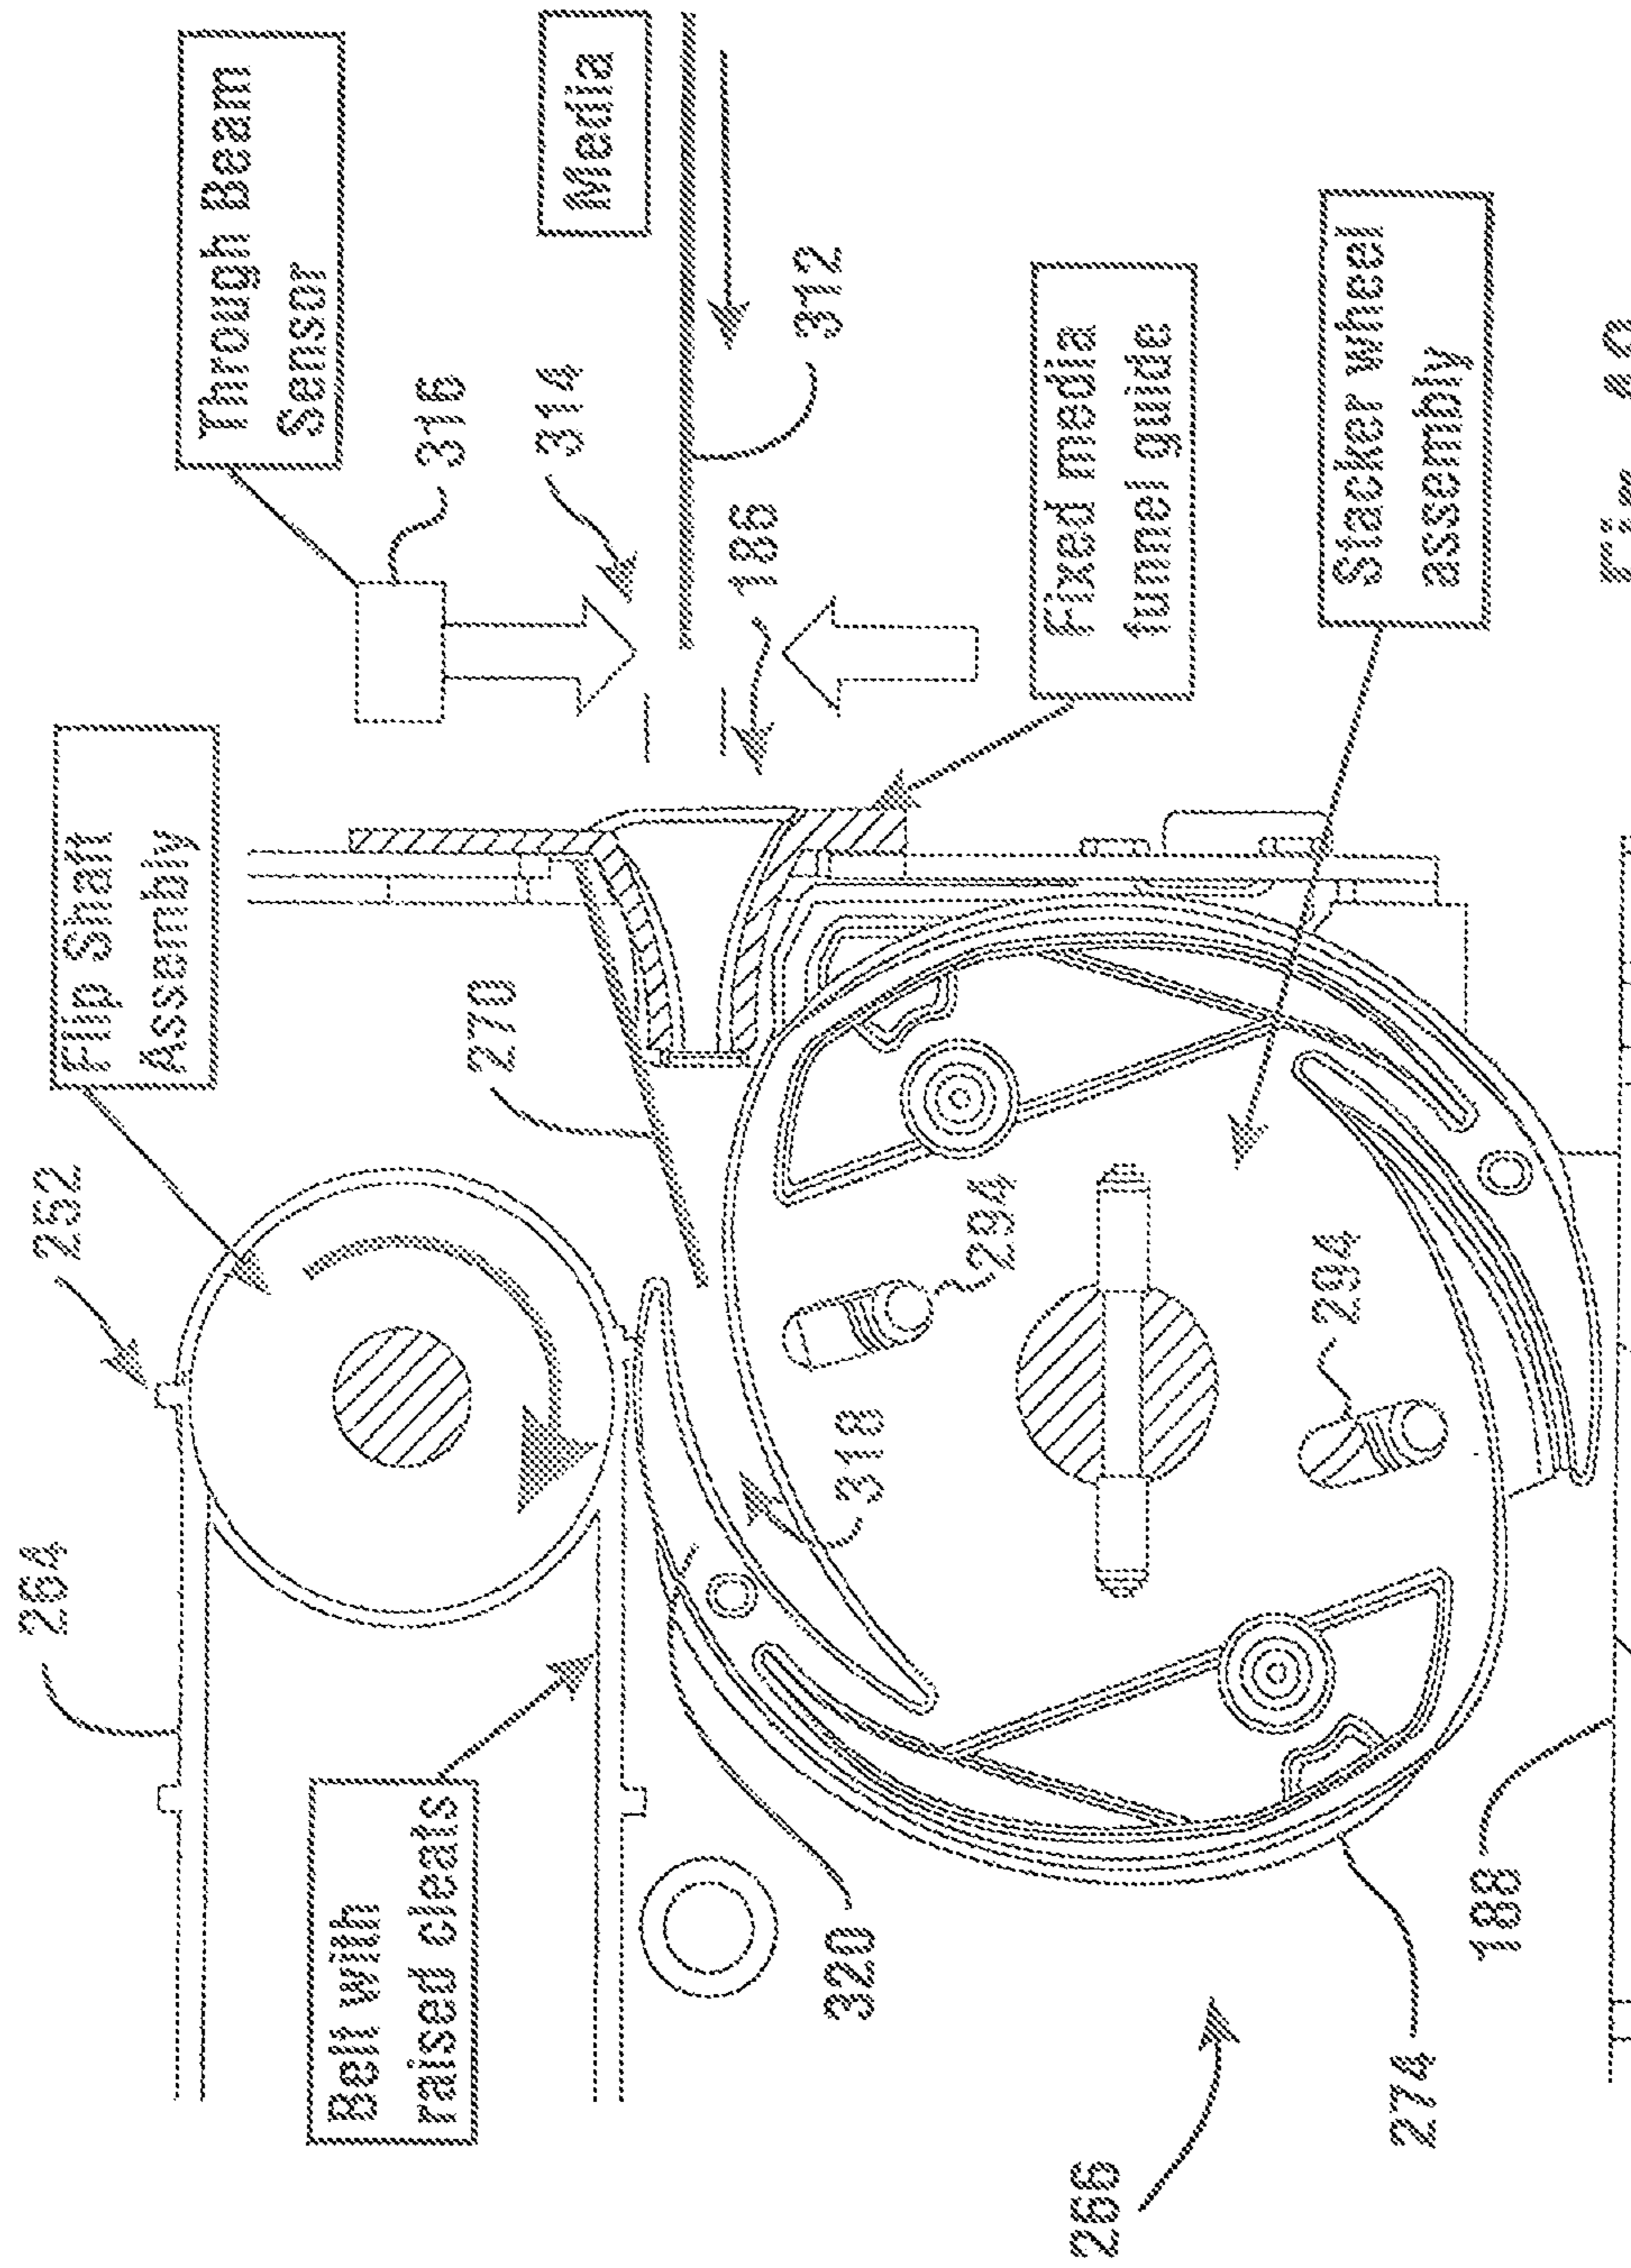 264
252
Flip Shaft
Assembly
Through Beam
Sensor
Belt with
raised cleats
316
270
314
Media
186
312
320
318
294
Fixed media
funnel guide
266
294
Stacker wheel
assembly
274
188